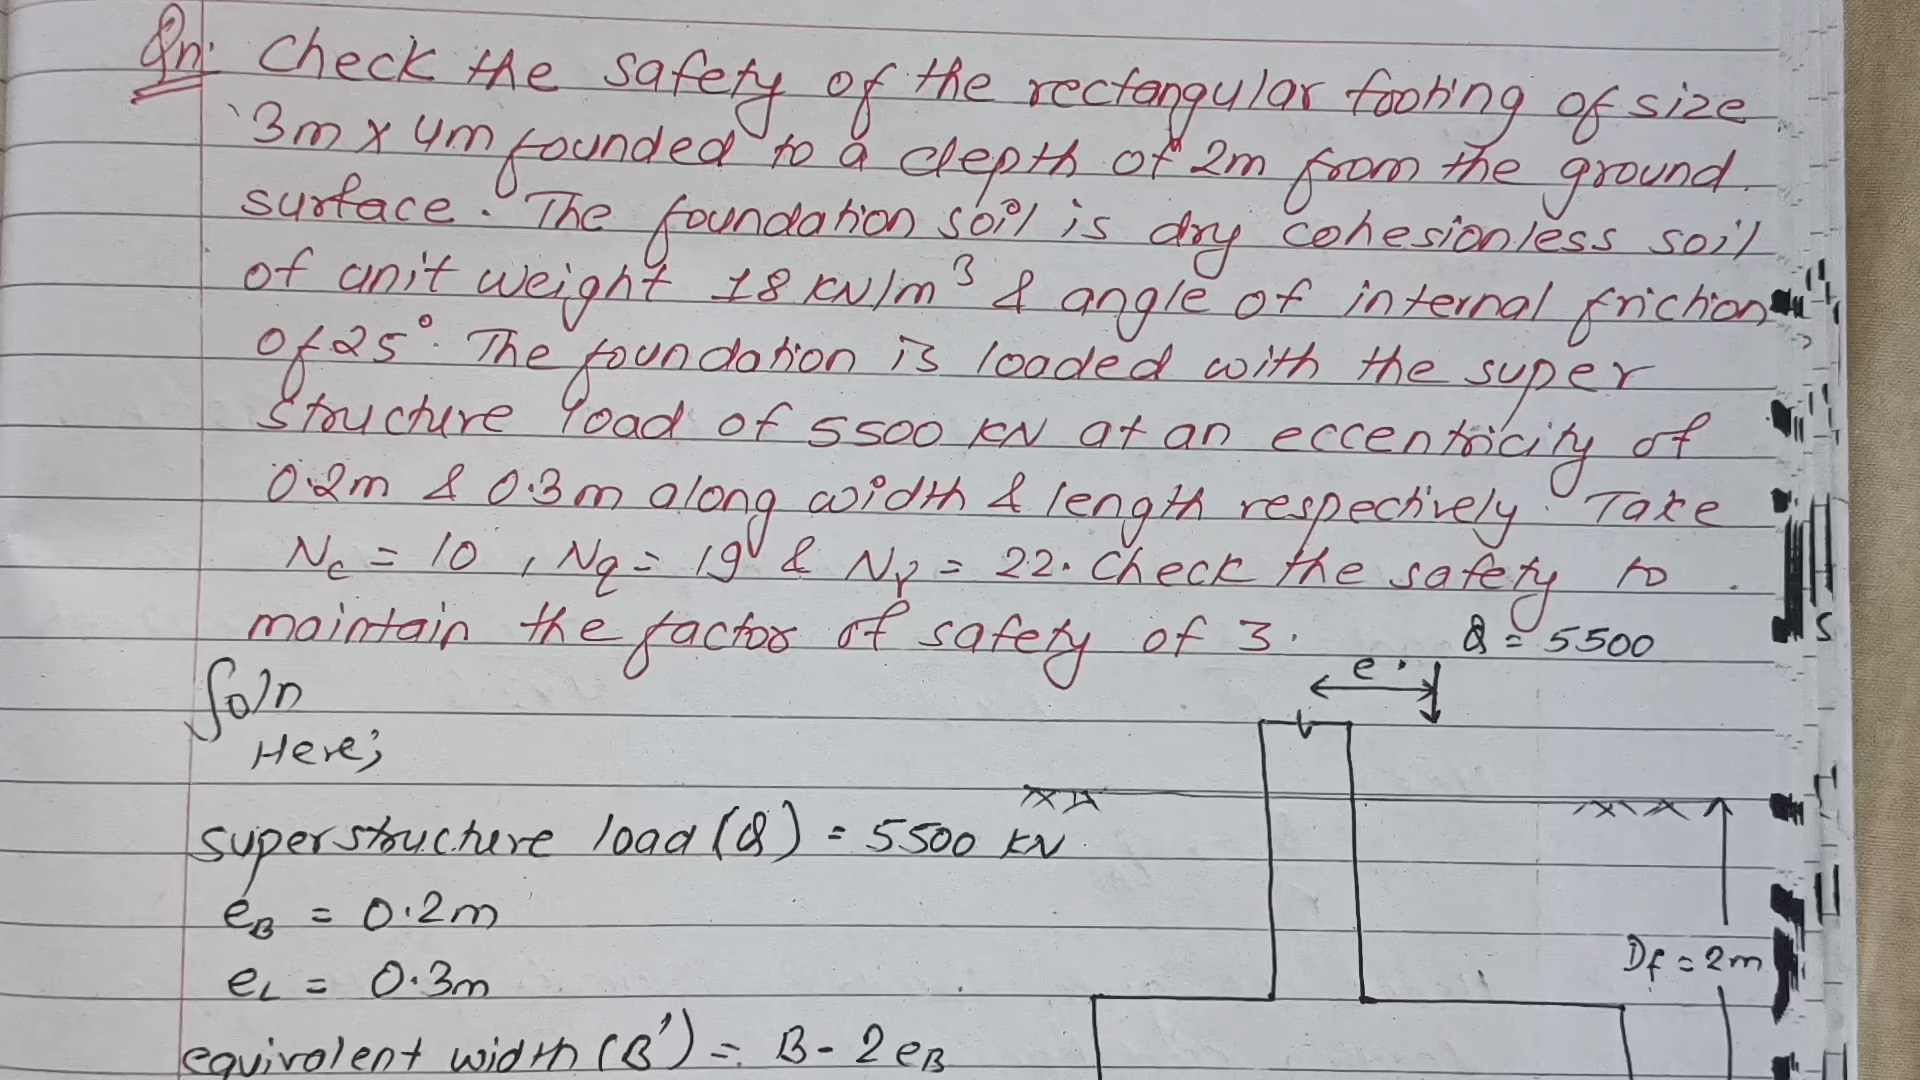 Qn: Check the safety of the rectangular footing of size
3m x 4m founded to a depth of 2m from the ground
surface. The foundation soil is dry cohesionless soil
of unit weight 18 KN/m³ & angle of internal friction
of 25°. The foundation is loaded with the super
structure load of 5500 KN at an eccentricity of
0.2m & 0.3m along width & length respectively. Take
Nc = 10, Nq = 19 & Nγ = 22. Check the safety to
maintain the factor of safety of 3.
Q = 5500
e
Soln
Here;
superstructure load (Q) = 5500 KN
eB = 0.2m
eL = 0.3m
Df = 2m
equivalent width (B') = B - 2eB